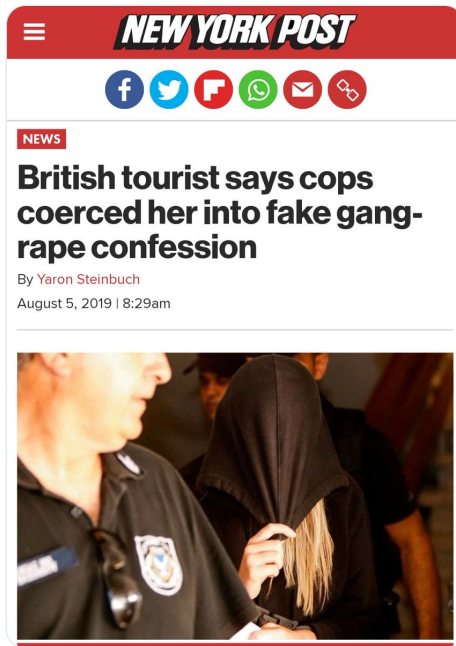 NEW YORK POST
NEWS
British tourist says cops
coerced her into fake gang-
rape confession
By Yaron Steinbuch
August 5, 2019 | 8:29am